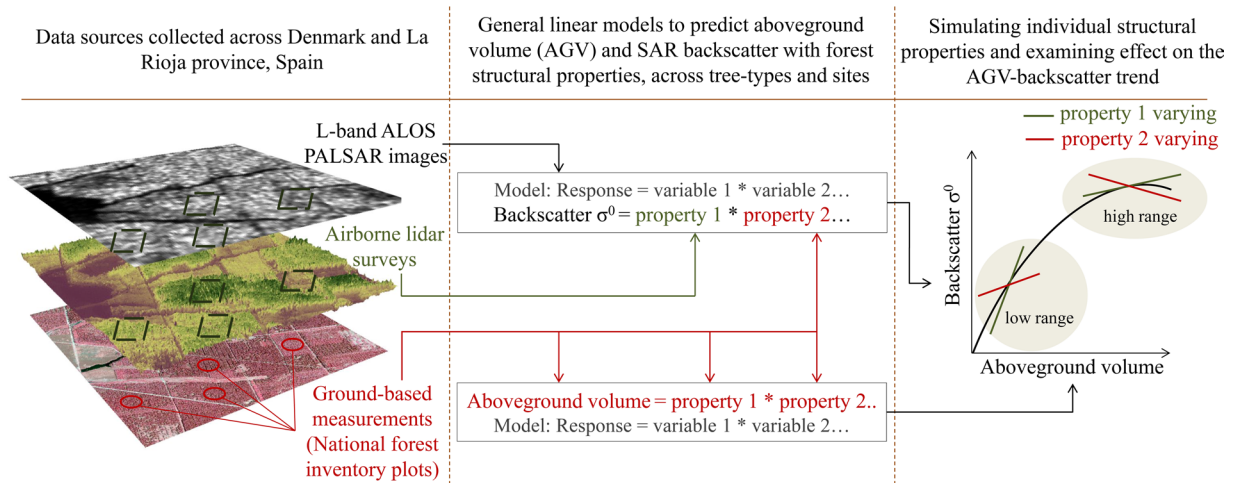 Data sources collected across Denmark and La
Rioja province, Spain
General linear models to predict aboveground
volume (AGV) and SAR backscatter with forest
structural properties, across tree-types and sites
Simulating individual structural
properties and examining effect on the
AGV-backscatter trend
L-band ALOS
PALSAR images
Airborne lidar
surveys
Ground-based
measurements
(National forest
inventory plots)
Model: Response = variable 1 * variable 2…
Backscatter σ⁰ = property 1 * property 2…
Aboveground volume = property 1 * property 2..
Model: Response = variable 1 * variable 2…
property 1 varying
property 2 varying
Backscatter σ⁰
high range
low range
Aboveground volume